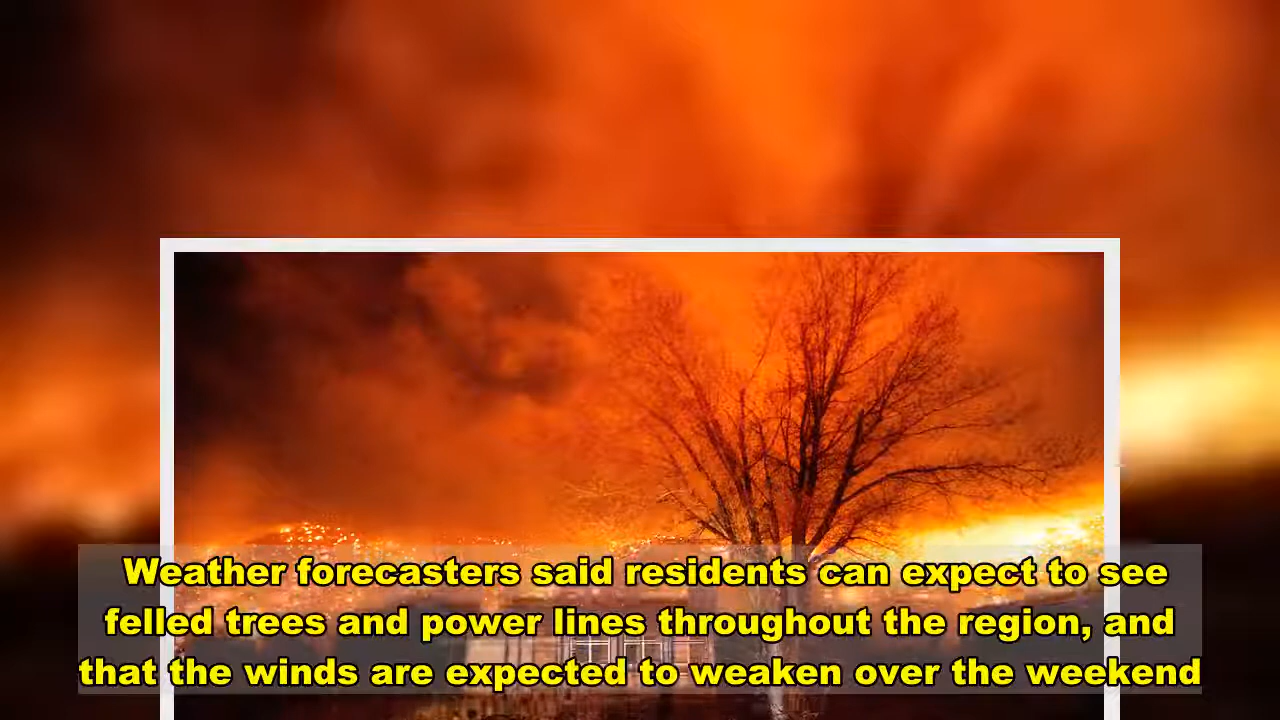 Weather forecasters said residents can expect to see
felled trees and power lines throughout the region, and
that the winds are expected to weaken over the weekend